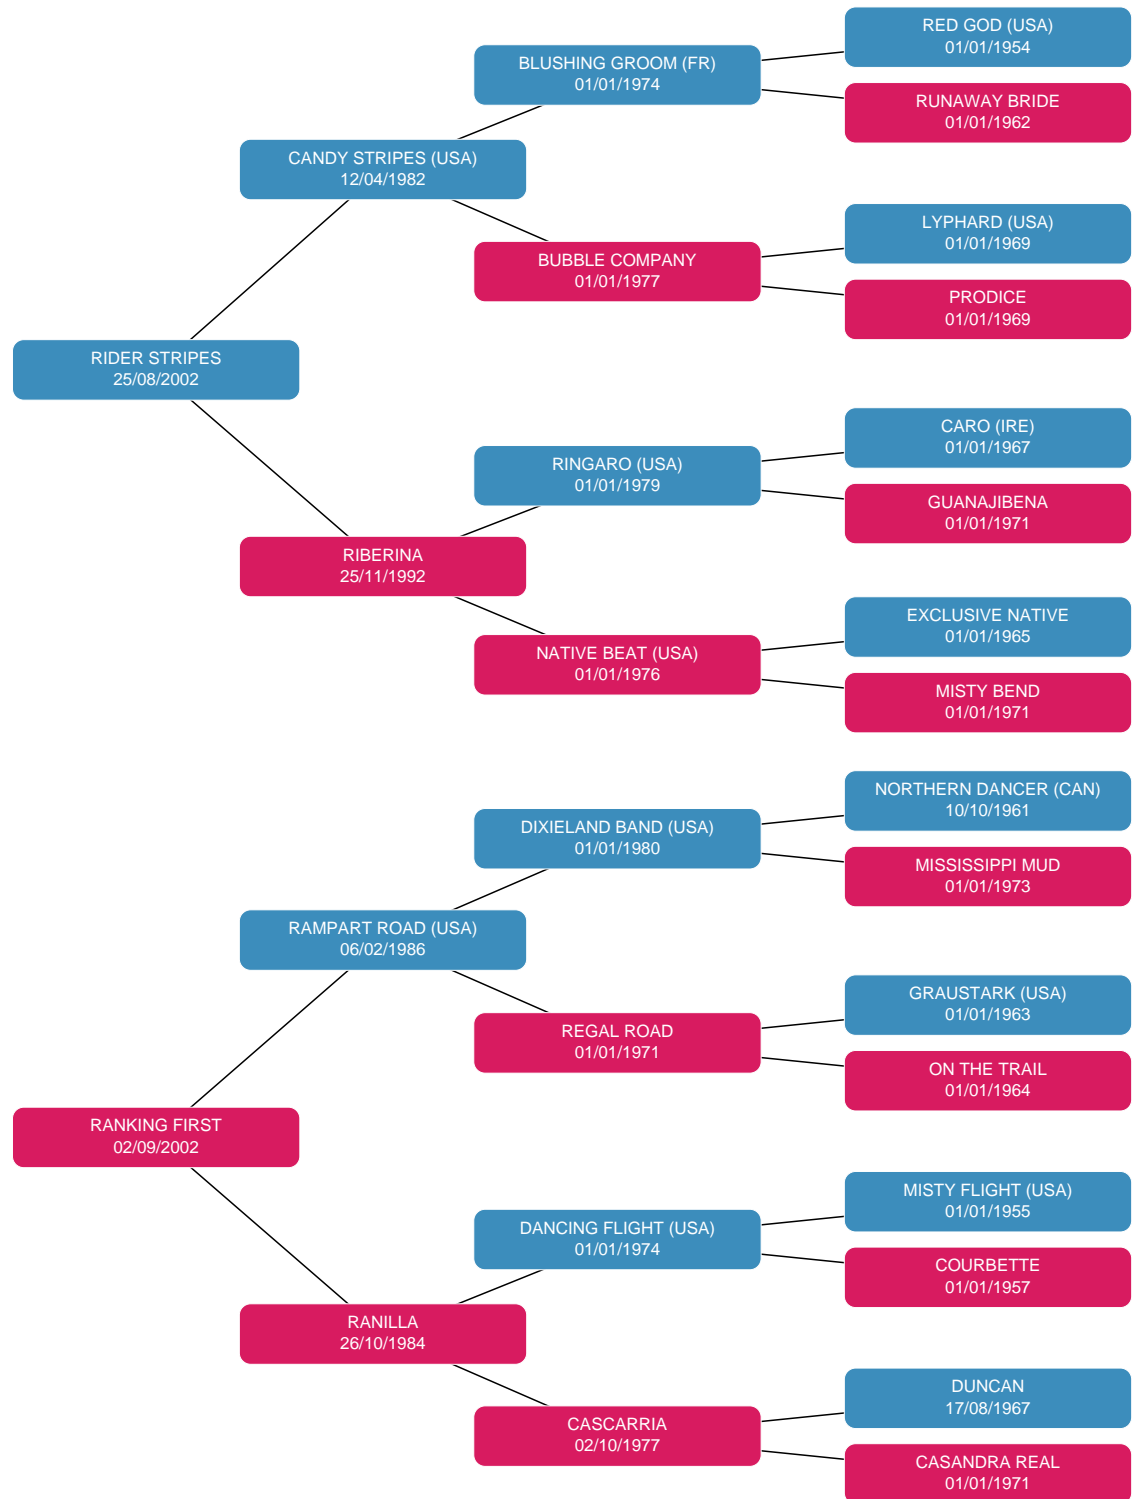 RED GOD (USA)
01/01/1954
BLUSHING GROOM (FR)
01/01/1974
RUNAWAY BRIDE
01/01/1962
CANDY STRIPES (USA)
12/04/1982
LYPHARD (USA)
01/01/1969
BUBBLE COMPANY
01/01/1977
PRODICE
01/01/1969
RIDER STRIPES
25/08/2002
CARO (IRE)
01/01/1967
RINGARO (USA)
01/01/1979
GUANAJIBENA
01/01/1971
RIBERINA
25/11/1992
EXCLUSIVE NATIVE
01/01/1965
NATIVE BEAT (USA)
01/01/1976
MISTY BEND
01/01/1971
NORTHERN DANCER (CAN)
10/10/1961
DIXIELAND BAND (USA)
01/01/1980
MISSISSIPPI MUD
01/01/1973
RAMPART ROAD (USA)
06/02/1986
GRAUSTARK (USA)
01/01/1963
REGAL ROAD
01/01/1971
ON THE TRAIL
01/01/1964
RANKING FIRST
02/09/2002
MISTY FLIGHT (USA)
01/01/1955
DANCING FLIGHT (USA)
01/01/1974
COURBETTE
01/01/1957
RANILLA
26/10/1984
DUNCAN
17/08/1967
CASCARRIA
02/10/1977
CASANDRA REAL
01/01/1971